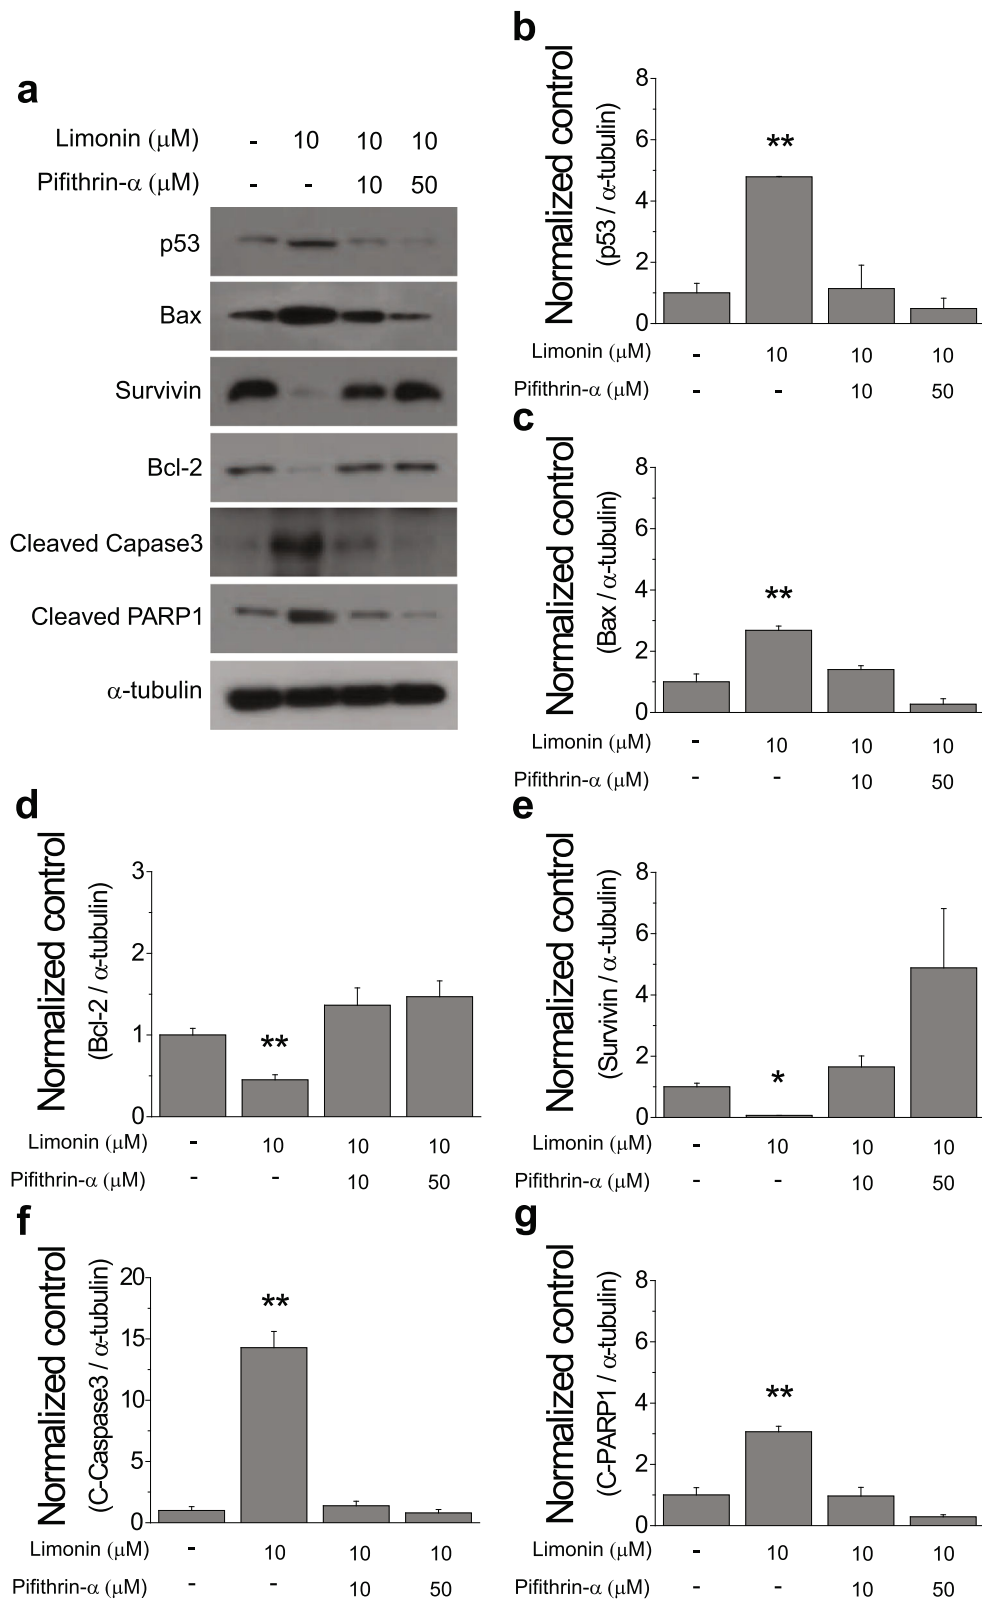 a
Limonin (μM) - 10 10 10
Pifithrin-α (μM) - - 10 50
p53
Bax
Survivin
Bcl-2
Cleaved Capase3
Cleaved PARP1
α-tubulin
b
Normalized control
(p53 / α-tubulin)
8
6
4
2
0
**
Limonin (μM) - 10 10 10
Pifithrin-α (μM) - - 10 50
c
Normalized control
(Bax / α-tubulin)
8
6
4
2
0
**
Limonin (μM) - 10 10 10
Pifithrin-α (μM) - - 10 50
d
Normalized control
(Bcl-2 / α-tubulin)
3
2
1
0
**
Limonin (μM) - 10 10 10
Pifithrin-α (μM) - - 10 50
e
Normalized control
(Survivin / α-tubulin)
8
6
4
2
0
*
Limonin (μM) - 10 10 10
Pifithrin-α (μM) - - 10 50
f
Normalized control
(C-Caspase3 / α-tubulin)
20
15
10
5
0
**
Limonin (μM) - 10 10 10
Pifithrin-α (μM) - - 10 50
g
Normalized control
(C-PARP1 / α-tubulin)
8
6
4
2
0
**
Limonin (μM) - 10 10 10
Pifithrin-α (μM) - - 10 50